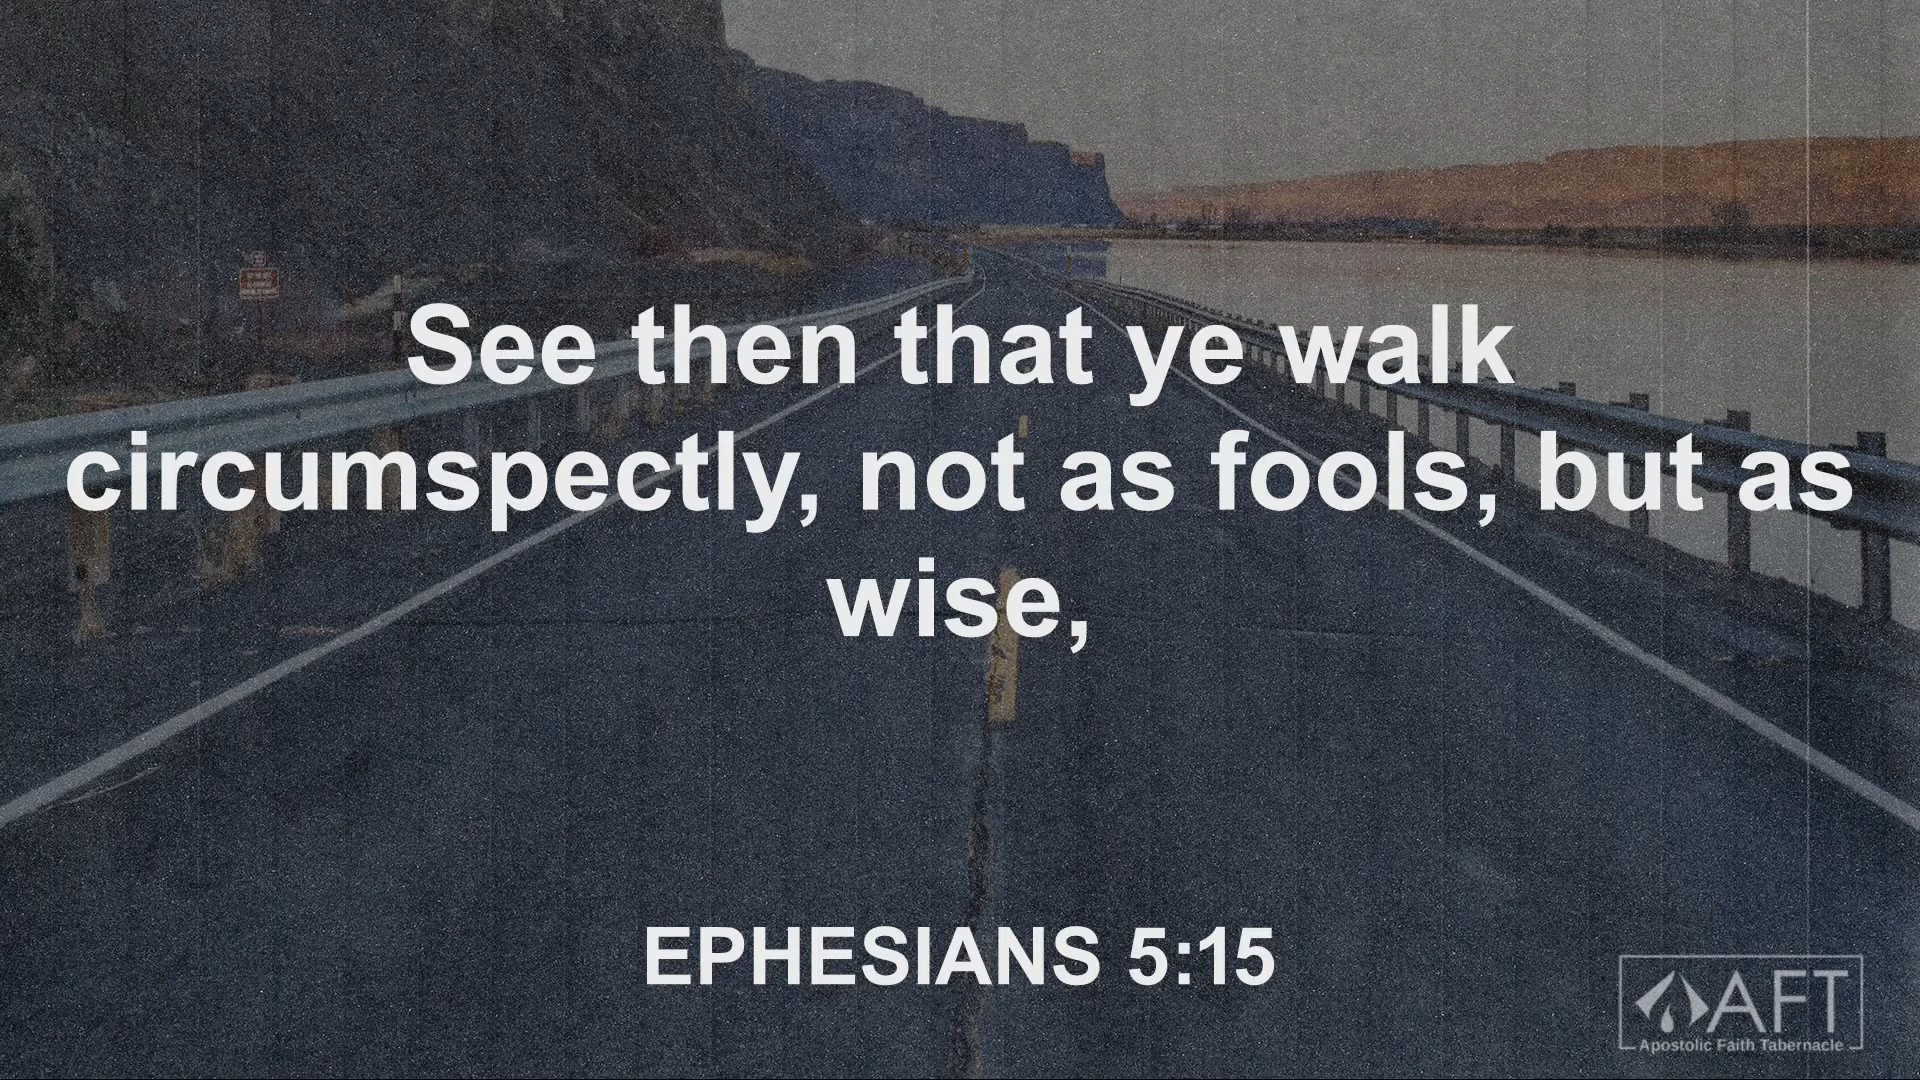 See then that ye walk
circumspectly, not as fools, but as
wise,
EPHESIANS 5:15
AFT
Apostolic Faith Tabernacle